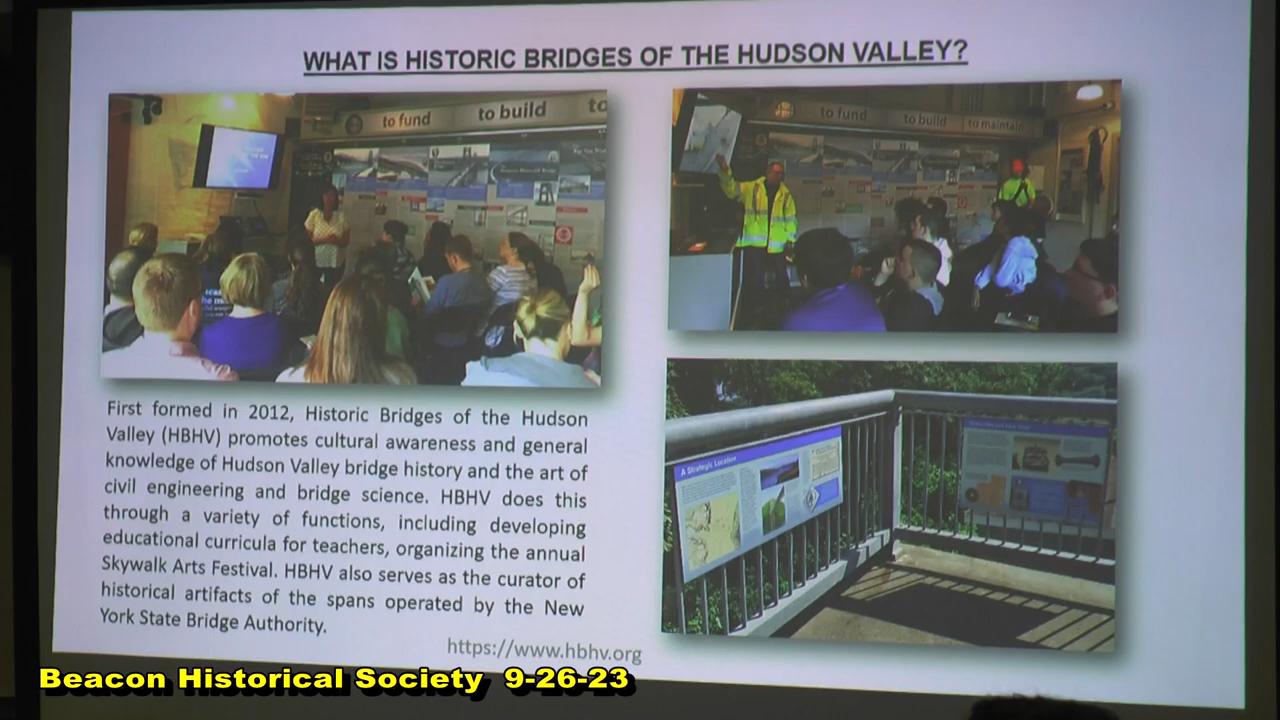 WHAT IS HISTORIC BRIDGES OF THE HUDSON VALLEY?
to fund
to build
to
to fund
to build
to maintain
A Strategic Location
First formed in 2012, Historic Bridges of the Hudson
Valley (HBHV) promotes cultural awareness and general
knowledge of Hudson Valley bridge history and the art of
civil engineering and bridge science. HBHV does this
through a variety of functions, including developing
educational curricula for teachers, organizing the annual
Skywalk Arts Festival. HBHV also serves as the curator of
historical artifacts of the spans operated by the New
York State Bridge Authority.
https://www.hbhv.org
Beacon Historical Society 9-26-23